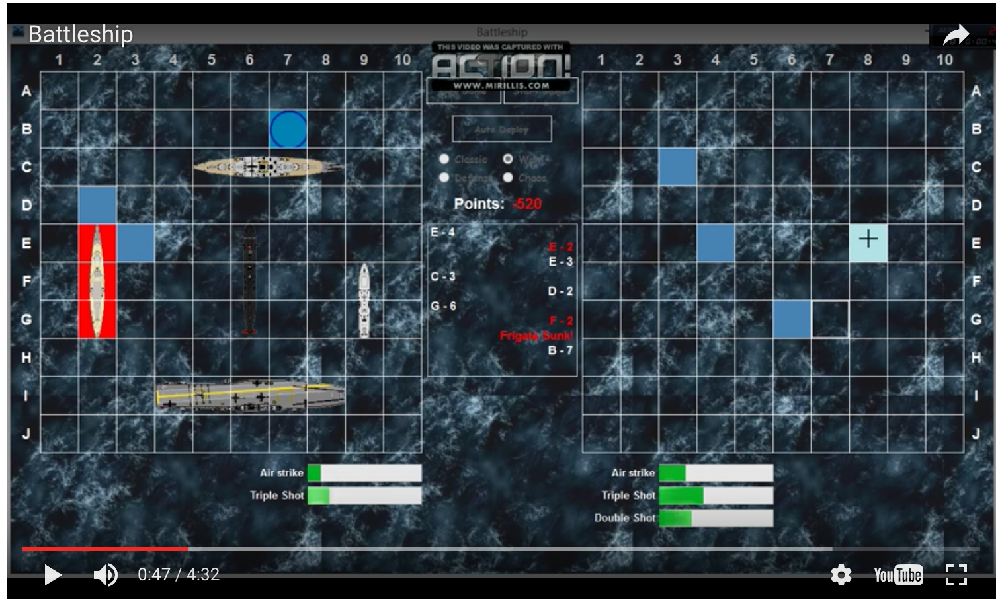 Battleship
Battleship
THIS VIDEO WAS CAPTURED WITH
ACTION!
WWW.MIRILLIS.COM
1 2 3 4 5 6 7 8 9 10
1 2 3 4 5 6 7 8 9 10
A
B
C
D
E
F
G
H
I
J
Auto Deploy
Classic
Defense
Chaos
Points: -520
E - 4
E - 2
E - 3
C - 3
D - 2
G - 6
F - 2
Frigate Sunk!
B - 7
A
B
C
D
E
F
G
H
I
J
Air strike
Triple Shot
Air strike
Triple Shot
Double Shot
0:47 / 4:32
YouTube